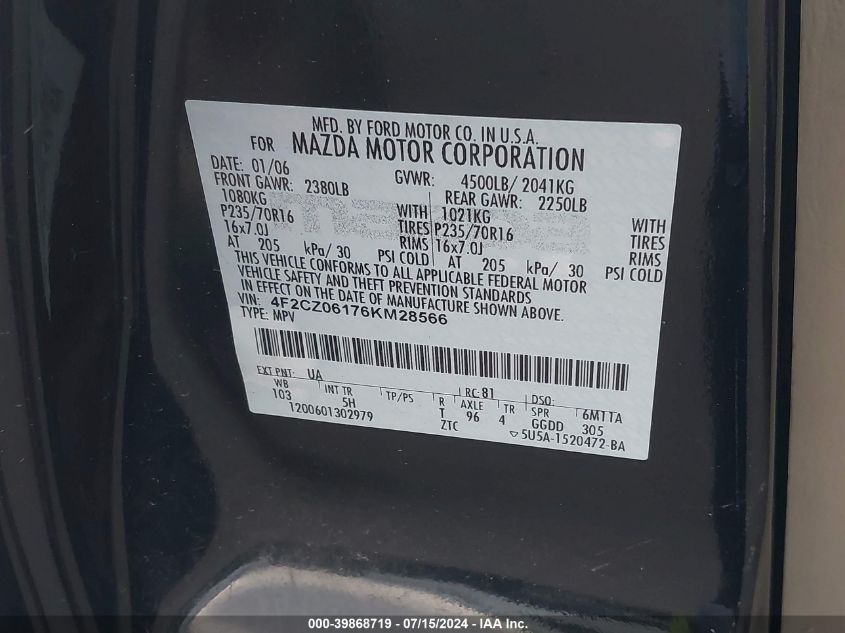 MFD. BY FORD MOTOR CO. IN U.S.A.
FOR MAZDA MOTOR CORPORATION
DATE: 01/06 GVWR: 4500LB/ 2041KG
FRONT GAWR: 2380LB REAR GAWR: 2250LB
1080KG WITH 1021KG WITH
P235/70R16 TIRES P235/70R16 TIRES
16x7.0J RIMS 16x7.0J RIMS
AT 205 kPa/ 30 PSI COLD AT 205 kPa/ 30 PSI COLD
THIS VEHICLE CONFORMS TO ALL APPLICABLE FEDERAL MOTOR
VEHICLE SAFETY AND THEFT PREVENTION STANDARDS
IN EFFECT ON THE DATE OF MANUFACTURE SHOWN ABOVE.
VIN: 4F2CZ06176KM28566
TYPE: MPV
EXT PNT: UA RC: 81 DSO:
WB INT TR TP/PS R AXLE TR SPR 6MTTA
103 5H T 96 4 GGDD 305
1200601302979 ZTC ▽5U5A-1520472-BA
000-39868719 - 07/15/2024 - IAA, Inc.